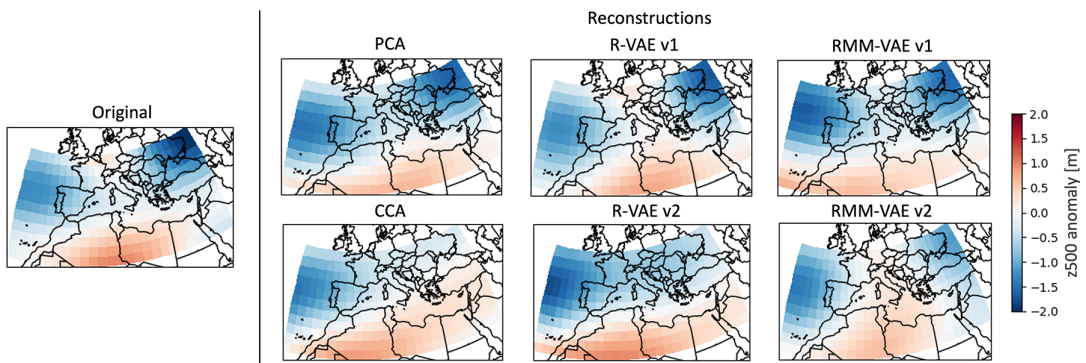 Reconstructions
Original
PCA
R-VAE v1
RMM-VAE v1
CCA
R-VAE v2
RMM-VAE v2
2.0
1.5
1.0
0.5
0.0
−0.5
−1.0
−1.5
−2.0
z500 anomaly [m]